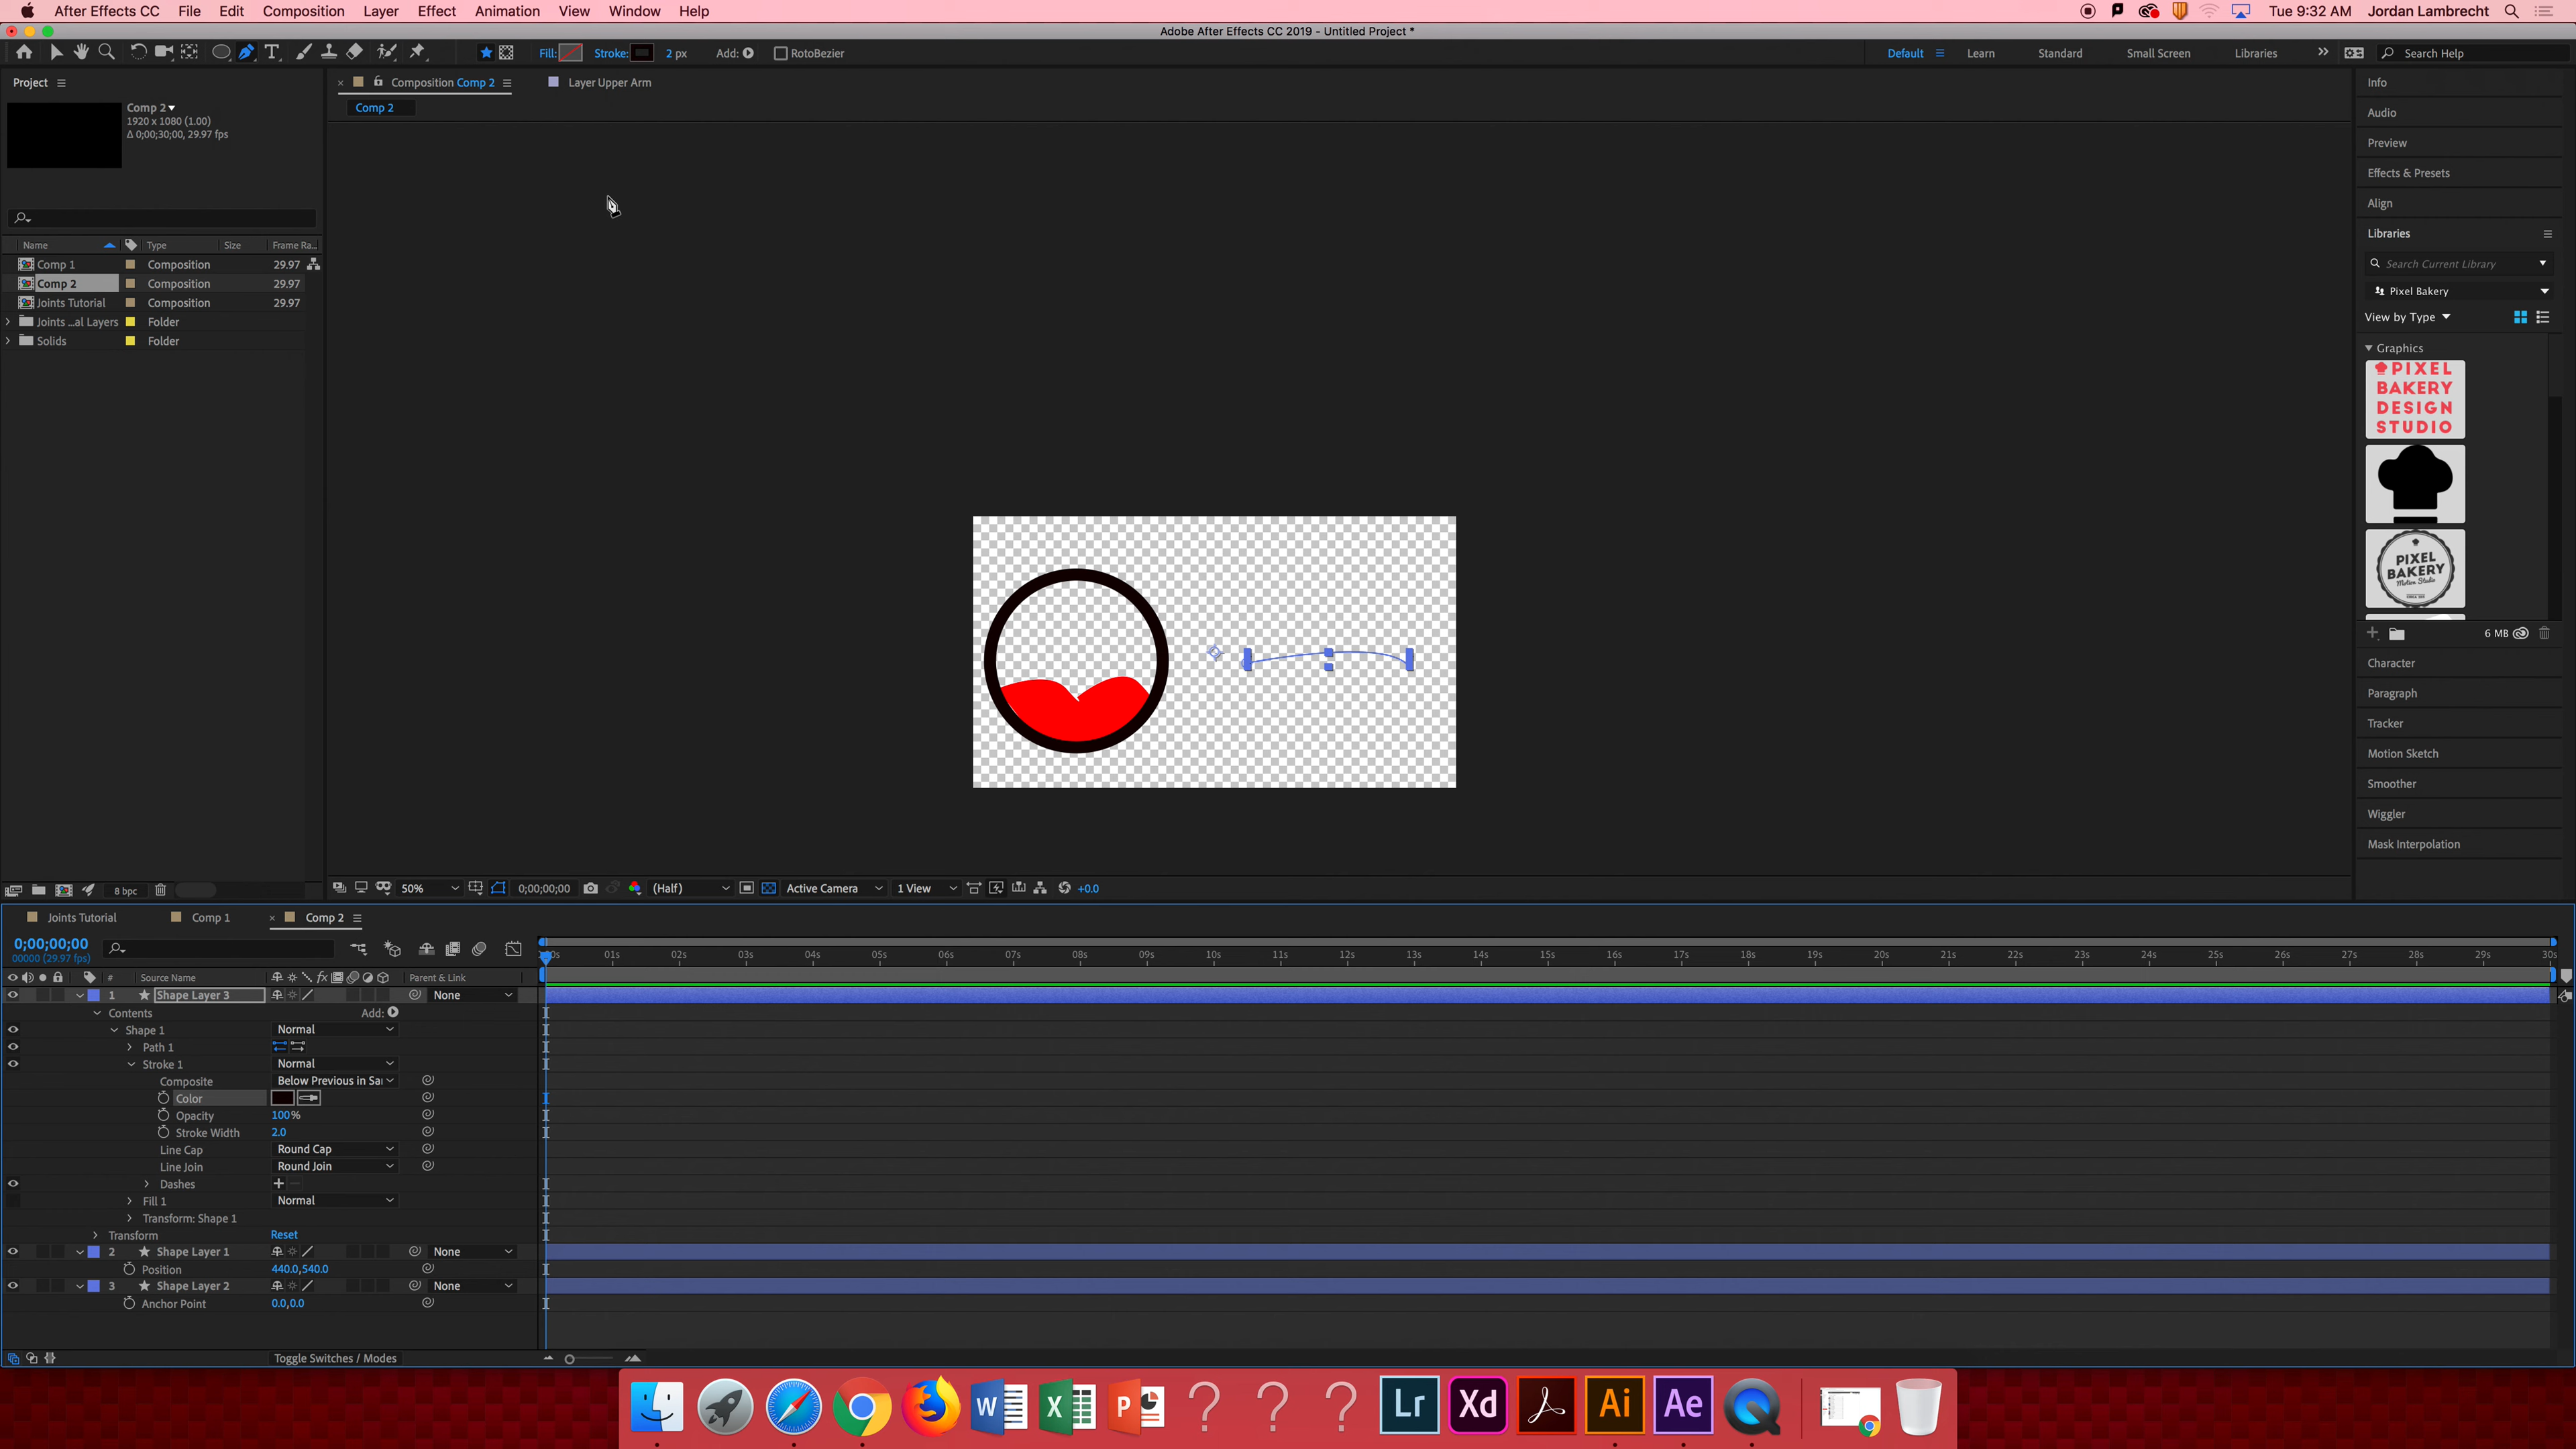 After Effects CC File Edit Composition Layer Effect Animation View Window Help Tue 9:32 AM Jordan Lambrecht
Adobe After Effects CC 2019 - Untitled Project *
Fill: Stroke: 2 px Add: RotoBezier Default Learn Standard Small Screen Libraries Search Help
Project
Composition Comp 2
Layer Upper Arm
Comp 2
Comp 2
1920 x 1080 (1.00)
Δ 0;00;30;00, 29.97 fps
Name Type Size Frame Ra...
Comp 1 Composition 29.97
Comp 2 Composition 29.97
Joints Tutorial Composition 29.97
Joints ...al Layers Folder
Solids Folder
8 bpc
50% 0;00;00;00 (Half) Active Camera 1 View +0.0
Info
Audio
Preview
Effects & Presets
Align
Libraries
Search Current Library
Pixel Bakery
View by Type
Graphics
PIXEL
BAKERY
DESIGN
STUDIO
PIXEL
BAKERY
Motion Studio
6 MB
Character
Paragraph
Tracker
Motion Sketch
Smoother
Wiggler
Mask Interpolation
Joints Tutorial Comp 1 Comp 2
0;00;00;00
00000 (29.97 fps)
01s 02s 03s 04s 05s 06s 07s 08s 09s 10s 11s 12s 13s 14s 15s 16s 17s 18s 19s 20s 21s 22s 23s 24s 25s 26s 27s 28s 29s 30s
# Source Name fx Parent & Link
1 Shape Layer 3 None
Contents Add:
Shape 1 Normal
Path 1
Stroke 1 Normal
Composite Below Previous in Sa
Color
Opacity 100%
Stroke Width 2.0
Line Cap Round Cap
Line Join Round Join
Dashes
Fill 1 Normal
Transform: Shape 1
Transform Reset
2 Shape Layer 1 None
Position 440.0,540.0
3 Shape Layer 2 None
Anchor Point 0.0,0.0
Toggle Switches / Modes
W X P ? ? ? Lr Xd Ai Ae